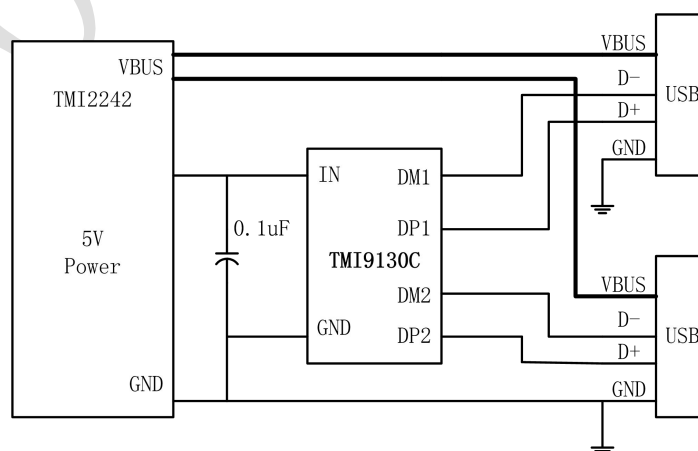 VBUS
TMI2242
5V
Power
GND
0.1uF
IN
DM1
DP1
TMI9130C
DM2
GND
DP2
VBUS
D-
D+
GND
USB
VBUS
D-
D+
GND
USB